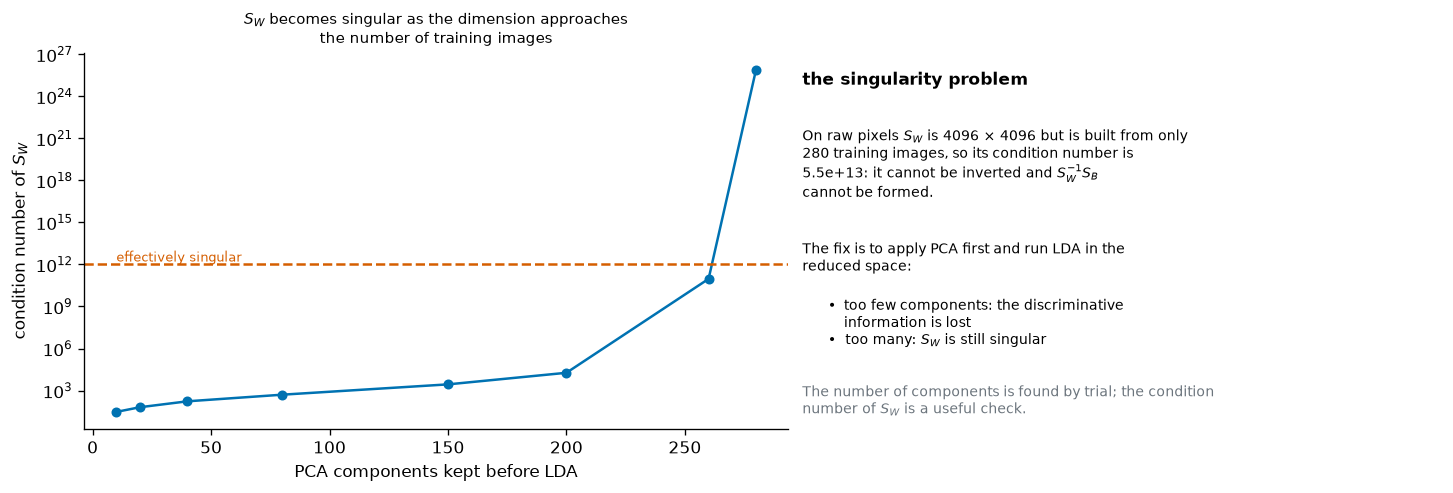 S_W becomes singular as the dimension approaches
the number of training images
condition number of S_W
10^27
10^24
10^21
10^18
10^15
10^12
10^9
10^6
10^3
effectively singular
0
50
100
150
200
250
PCA components kept before LDA
the singularity problem
On raw pixels S_W is 4096 × 4096 but is built from only
280 training images, so its condition number is
5.5e+13: it cannot be inverted and S_W^−1 S_B
cannot be formed.
The fix is to apply PCA first and run LDA in the
reduced space:
• too few components: the discriminative
information is lost
• too many: S_W is still singular
The number of components is found by trial; the condition
number of S_W is a useful check.